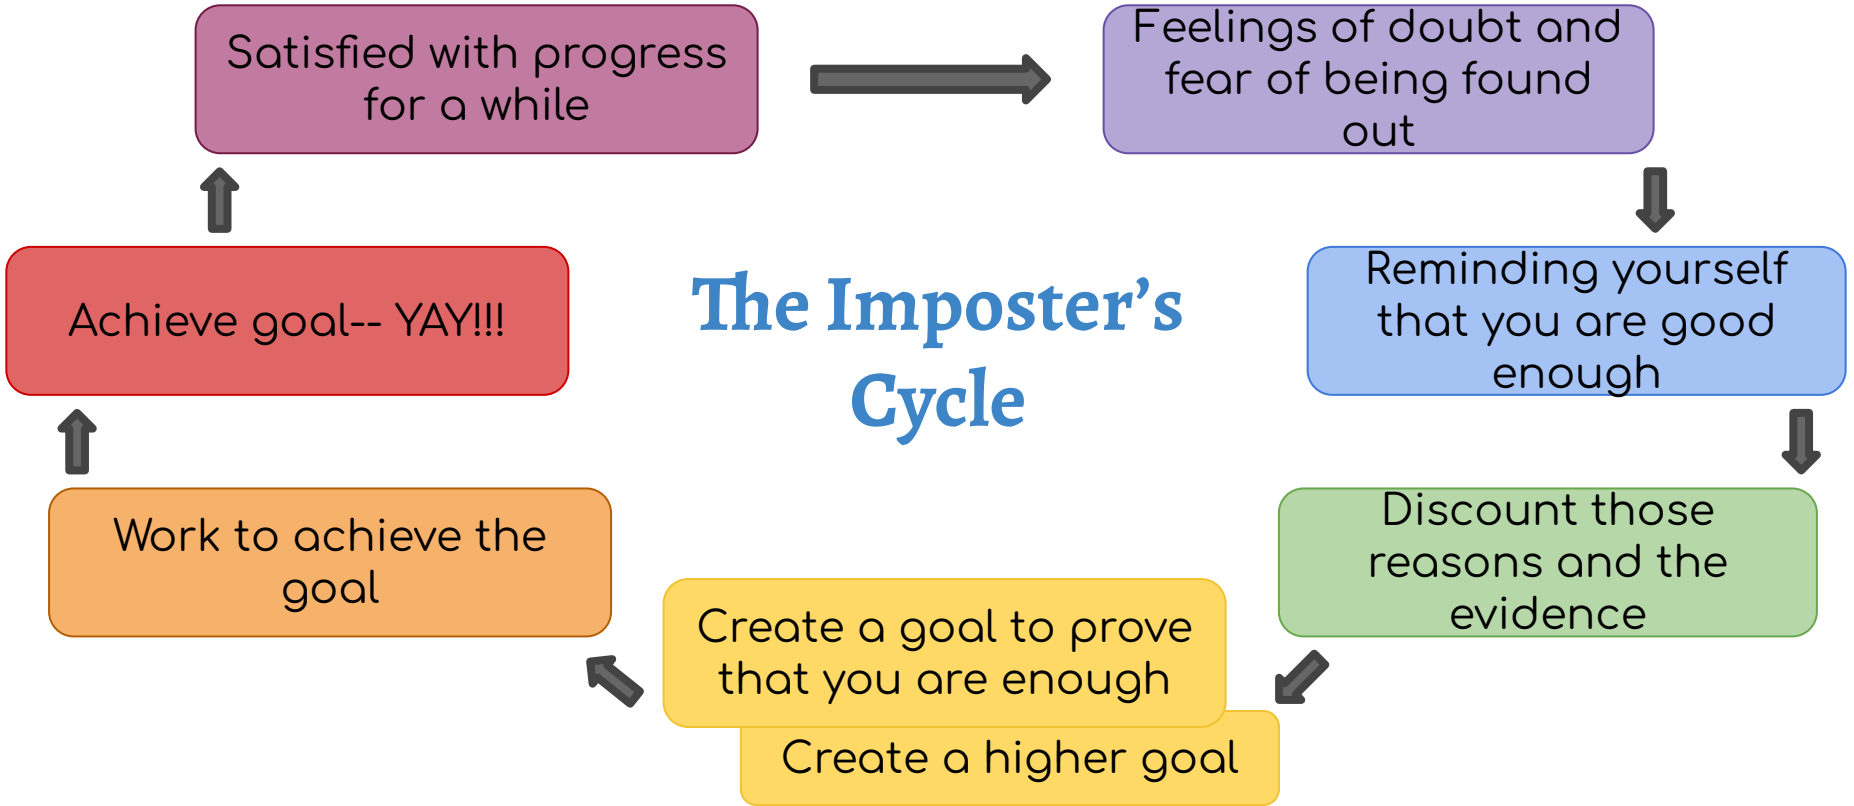 Satisfied with progress
for a while
Feelings of doubt and
fear of being found
out
Reminding yourself
that you are good
enough
Discount those
reasons and the
evidence
Create a goal to prove
that you are enough
Create a higher goal
Work to achieve the
goal
Achieve goal-- YAY!!!
The Imposter’s
Cycle